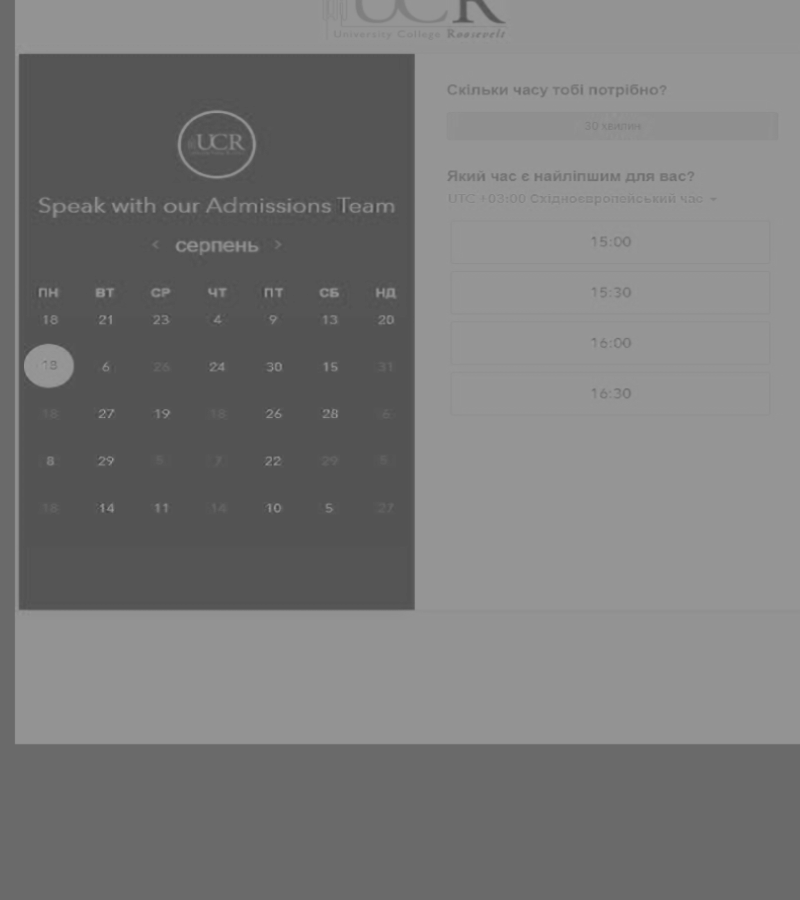 UCR
University College Roosevelt
UCR
Speak with our Admissions Team
< серпень >
ПН ВТ СР ЧТ ПТ СБ НД
18 21 23 4 9 13 20
18 6 26 24 30 15 31
18 27 19 18 26 28 6
8 29 5 7 22 29 5
18 14 11 14 10 5 27
Скільки часу тобі потрібно?
30 хвилин
Який час є найліпшим для вас?
UTC +03:00 Східноєвропейський час
15:00
15:30
16:00
16:30